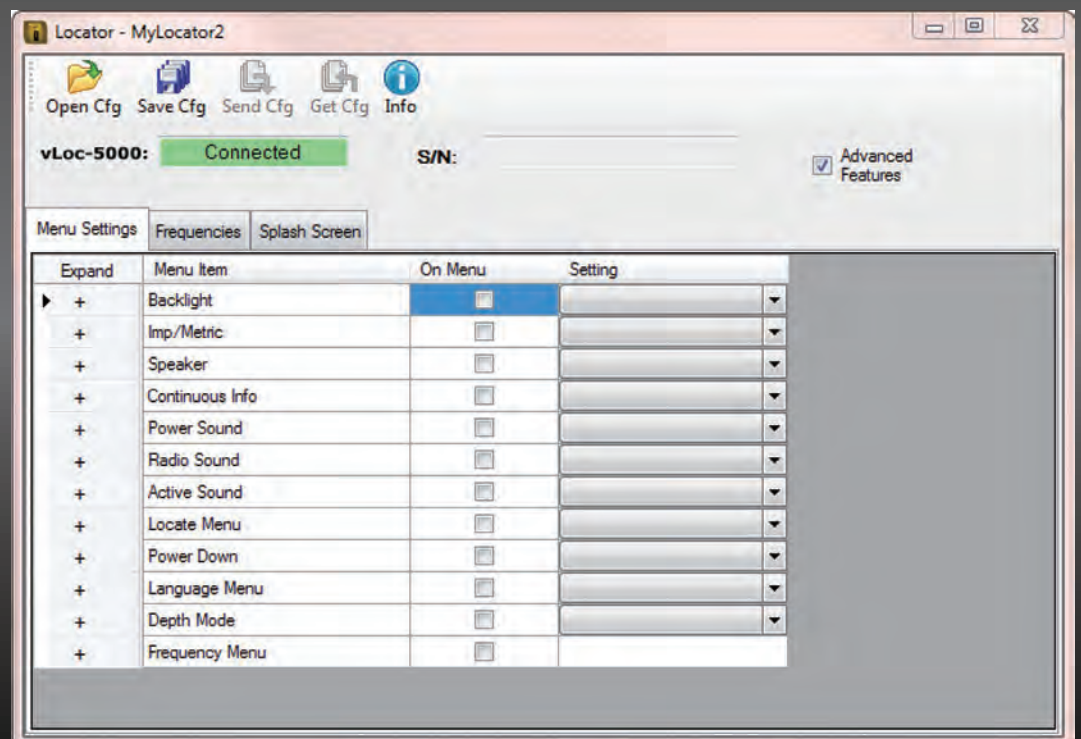 Locator - MyLocator2
Open Cfg Save Cfg Send Cfg Get Cfg Info
vLoc-5000: Connected S/N: Advanced
Features
Menu Settings Frequencies Splash Screen
Expand Menu Item On Menu Setting
+ Backlight
+ Imp/Metric
+ Speaker
+ Continuous Info
+ Power Sound
+ Radio Sound
+ Active Sound
+ Locate Menu
+ Power Down
+ Language Menu
+ Depth Mode
+ Frequency Menu